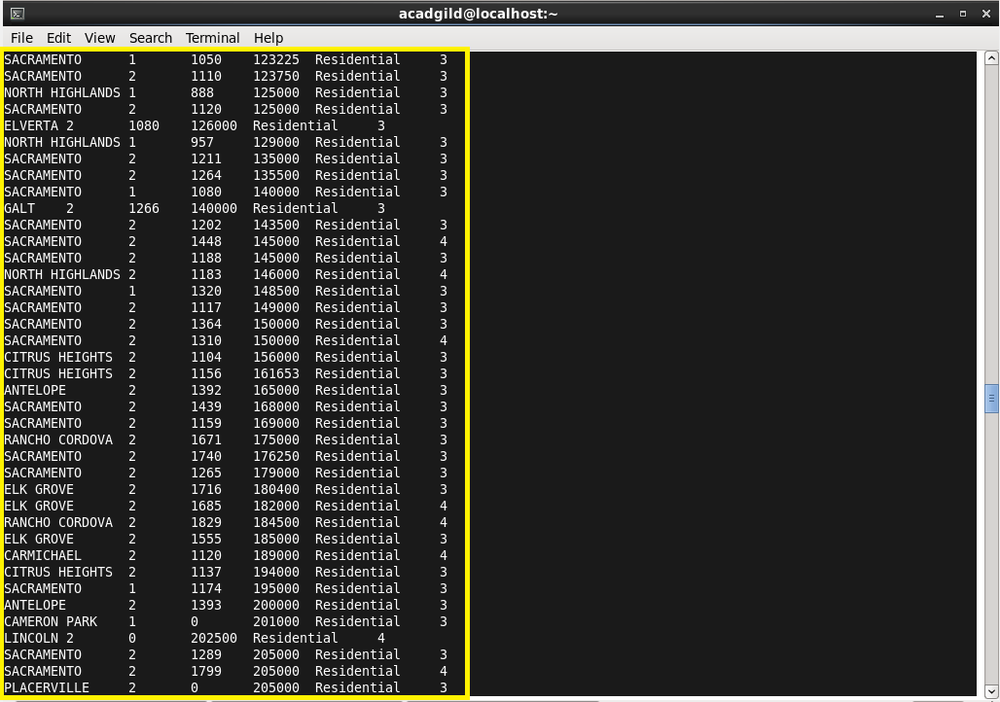 acadgild@localhost:~
File Edit View Search Terminal Help
SACRAMENTO 1 1050 123225 Residential 3
SACRAMENTO 2 1110 123750 Residential 3
NORTH HIGHLANDS 1 888 125000 Residential 3
SACRAMENTO 2 1120 125000 Residential 3
ELVERTA 2 1080 126000 Residential 3
NORTH HIGHLANDS 1 957 129000 Residential 3
SACRAMENTO 2 1211 135000 Residential 3
SACRAMENTO 2 1264 135500 Residential 3
SACRAMENTO 1 1080 140000 Residential 3
GALT 2 1266 140000 Residential 3
SACRAMENTO 2 1202 143500 Residential 3
SACRAMENTO 2 1448 145000 Residential 4
SACRAMENTO 2 1188 145000 Residential 3
NORTH HIGHLANDS 2 1183 146000 Residential 4
SACRAMENTO 1 1320 148500 Residential 3
SACRAMENTO 2 1117 149000 Residential 3
SACRAMENTO 2 1364 150000 Residential 3
SACRAMENTO 2 1310 150000 Residential 4
CITRUS HEIGHTS 2 1104 156000 Residential 3
CITRUS HEIGHTS 2 1156 161653 Residential 3
ANTELOPE 2 1392 165000 Residential 3
SACRAMENTO 2 1439 168000 Residential 3
SACRAMENTO 2 1159 169000 Residential 3
RANCHO CORDOVA 2 1671 175000 Residential 3
SACRAMENTO 2 1740 176250 Residential 3
SACRAMENTO 2 1265 179000 Residential 3
ELK GROVE 2 1716 180400 Residential 3
ELK GROVE 2 1685 182000 Residential 4
RANCHO CORDOVA 2 1829 184500 Residential 4
ELK GROVE 2 1555 185000 Residential 3
CARMICHAEL 2 1120 189000 Residential 4
CITRUS HEIGHTS 2 1137 194000 Residential 3
SACRAMENTO 1 1174 195000 Residential 3
ANTELOPE 2 1393 200000 Residential 3
CAMERON PARK 1 0 201000 Residential 3
LINCOLN 2 0 202500 Residential 4
SACRAMENTO 2 1289 205000 Residential 3
SACRAMENTO 2 1799 205000 Residential 4
PLACERVILLE 2 0 205000 Residential 3